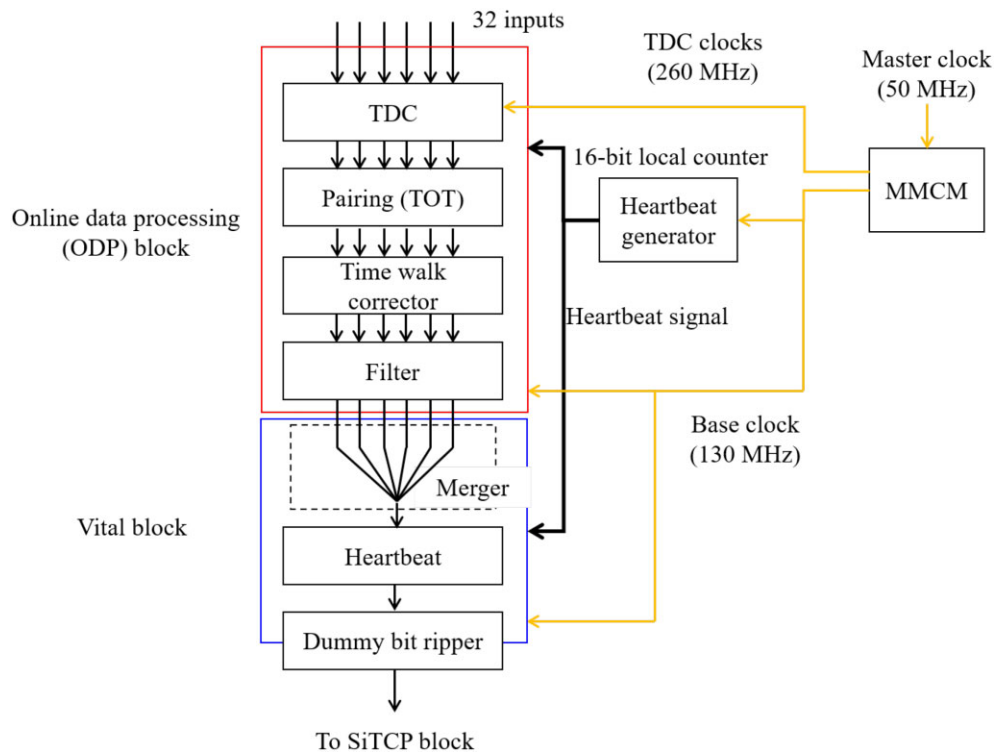 32 inputs
TDC clocks
(260 MHz)
Master clock
(50 MHz)
TDC
16-bit local counter
MMCM
Pairing (TOT)
Heartbeat
generator
Online data processing
(ODP) block
Time walk
corrector
Heartbeat signal
Filter
Base clock
(130 MHz)
Merger
Vital block
Heartbeat
Dummy bit ripper
To SiTCP block